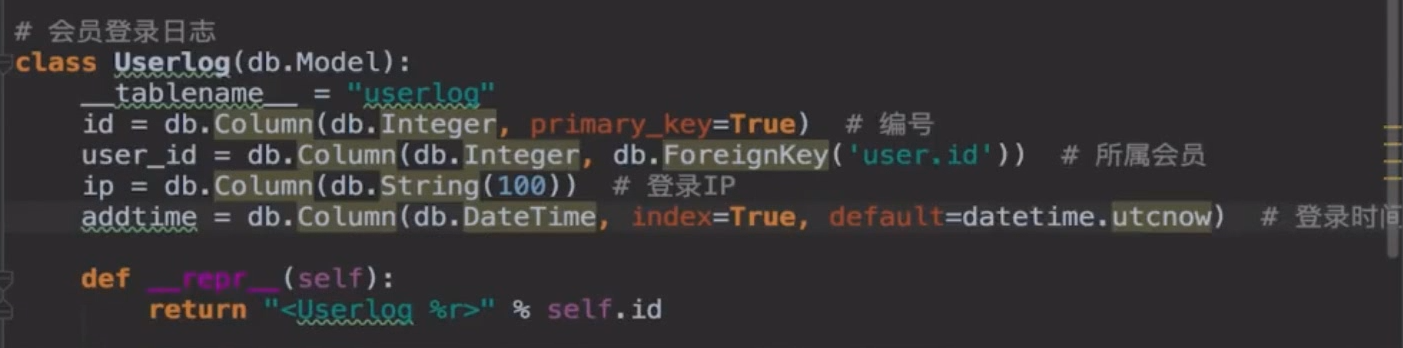 # 会员登录日志
class Userlog(db.Model):
    __tablename__ = "userlog"
    id = db.Column(db.Integer, primary_key=True)  # 编号
    user_id = db.Column(db.Integer, db.ForeignKey('user.id'))  # 所属会员
    ip = db.Column(db.String(100))  # 登录IP
    addtime = db.Column(db.DateTime, index=True, default=datetime.utcnow)  # 登录时间
    def __repr__(self):
        return "<Userlog %r>" % self.id